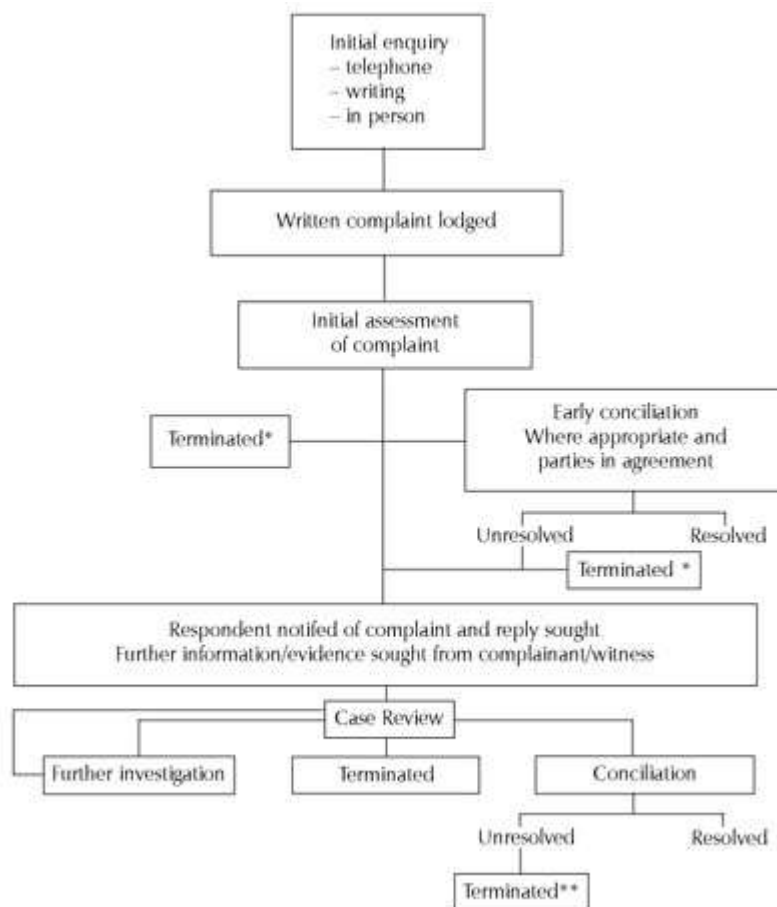 Initial enquiry
– telephone
– writing
– in person
Written complaint lodged
Initial assessment
of complaint
Terminated*
Early conciliation
Where appropriate and
parties in agreement
Unresolved
Resolved
Terminated *
Respondent notifed of complaint and reply sought
Further information/evidence sought from complainant/witness
Case Review
Further investigation
Terminated
Conciliation
Unresolved
Resolved
Terminated**